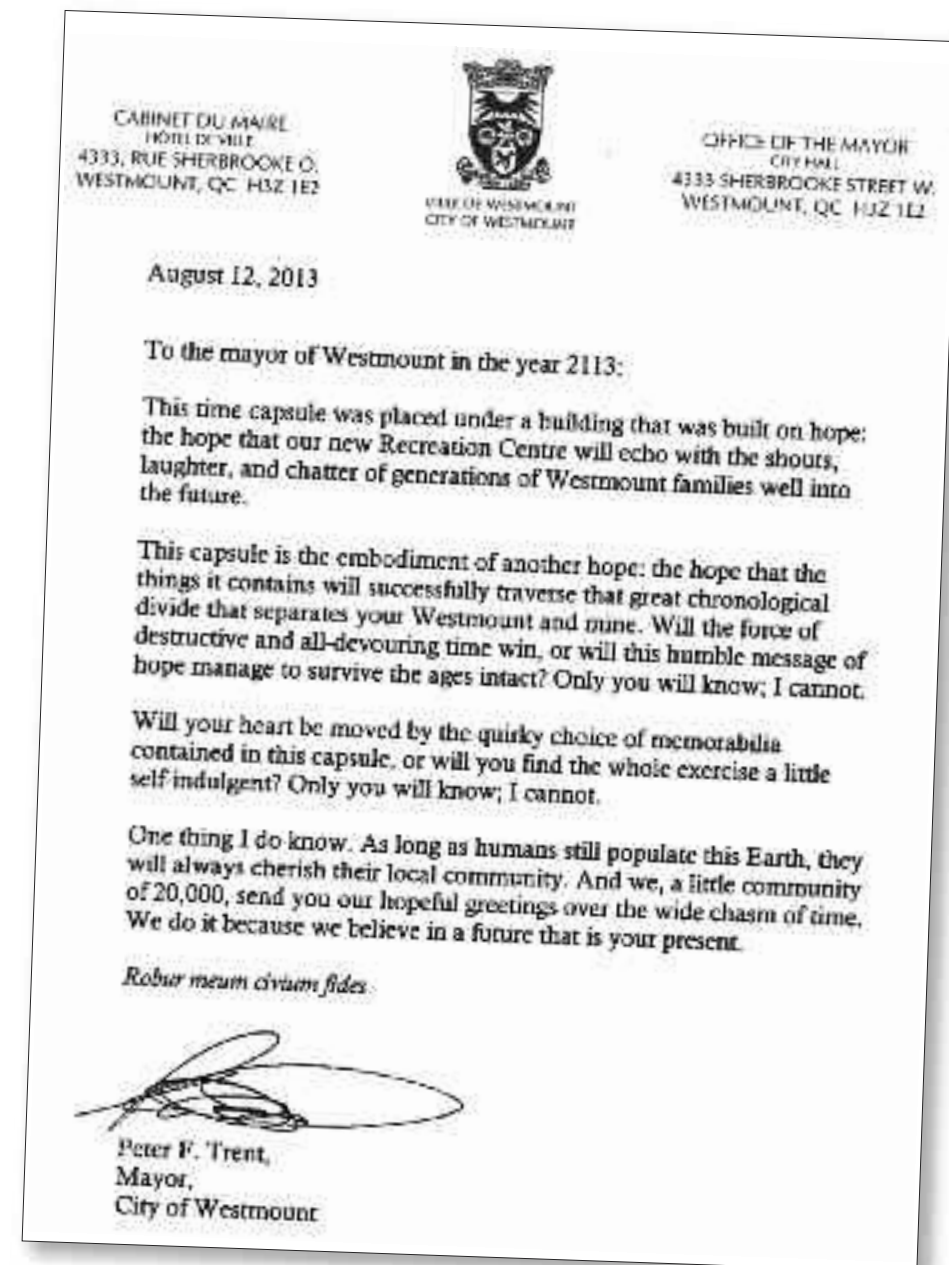 CABINET DU MAIRE
HÔTEL DE VILLE
4333, RUE SHERBROOKE O.
WESTMOUNT, QC H3Z 1E2
VILLE DE WESTMOUNT
CITY OF WESTMOUNT
OFFICE OF THE MAYOR
CITY HALL
4333 SHERBROOKE STREET W.
WESTMOUNT, QC H3Z 1E2
August 12, 2013
To the mayor of Westmount in the year 2113:
This time capsule was placed under a building that was built on hope:
the hope that our new Recreation Centre will echo with the shouts,
laughter, and chatter of generations of Westmount families well into
the future.
This capsule is the embodiment of another hope: the hope that the
things it contains will successfully traverse that great chronological
divide that separates your Westmount and mine. Will the force of
destructive and all-devouring time win, or will this humble message of
hope manage to survive the ages intact? Only you will know; I cannot.
Will your heart be moved by the quirky choice of memorabilia
contained in this capsule, or will you find the whole exercise a little
self-indulgent? Only you will know; I cannot.
One thing I do know. As long as humans still populate this Earth, they
will always cherish their local community. And we, a little community
of 20,000, send you our hopeful greetings over the wide chasm of time.
We do it because we believe in a future that is your present.
Robur meum civium fides
Peter F. Trent,
Mayor,
City of Westmount